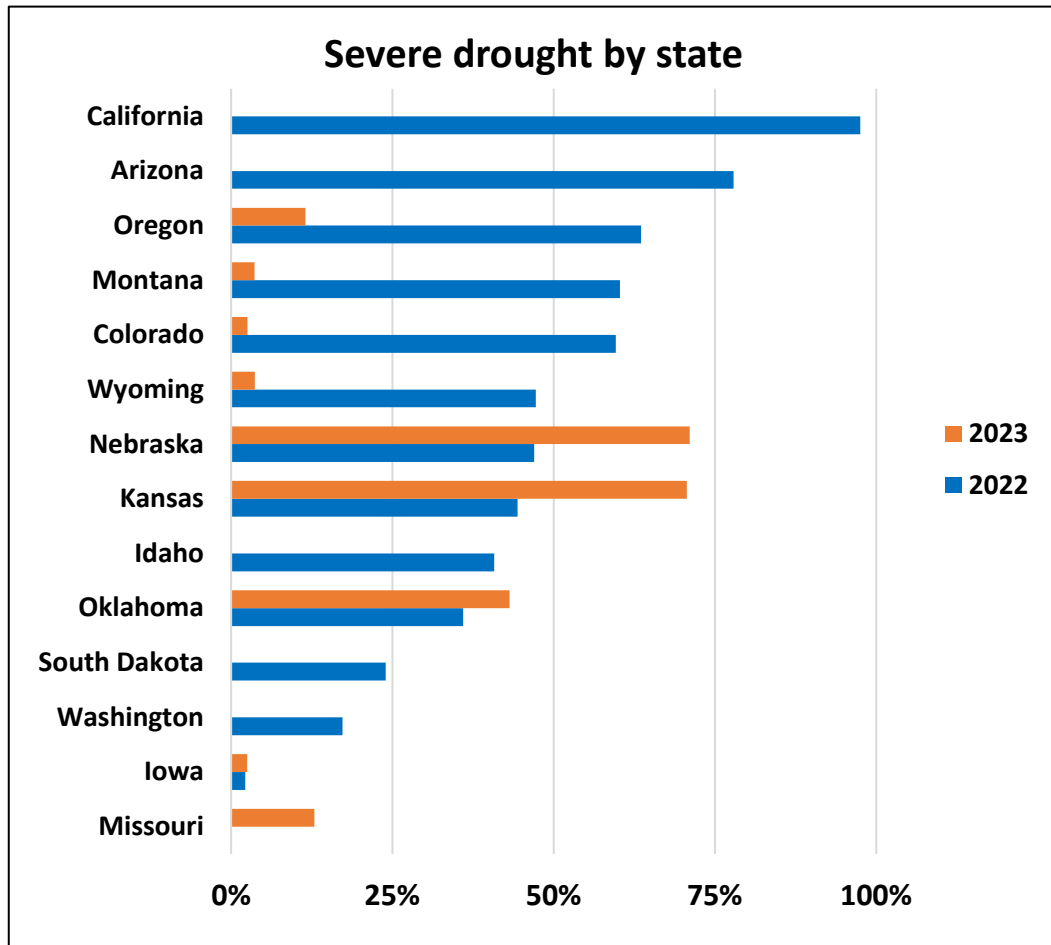 Severe drought by state
California
Arizona
Oregon
Montana
Colorado
Wyoming
Nebraska
Kansas
Idaho
Oklahoma
South Dakota
Washington
Iowa
Missouri
2023
2022
0% 25% 50% 75% 100%